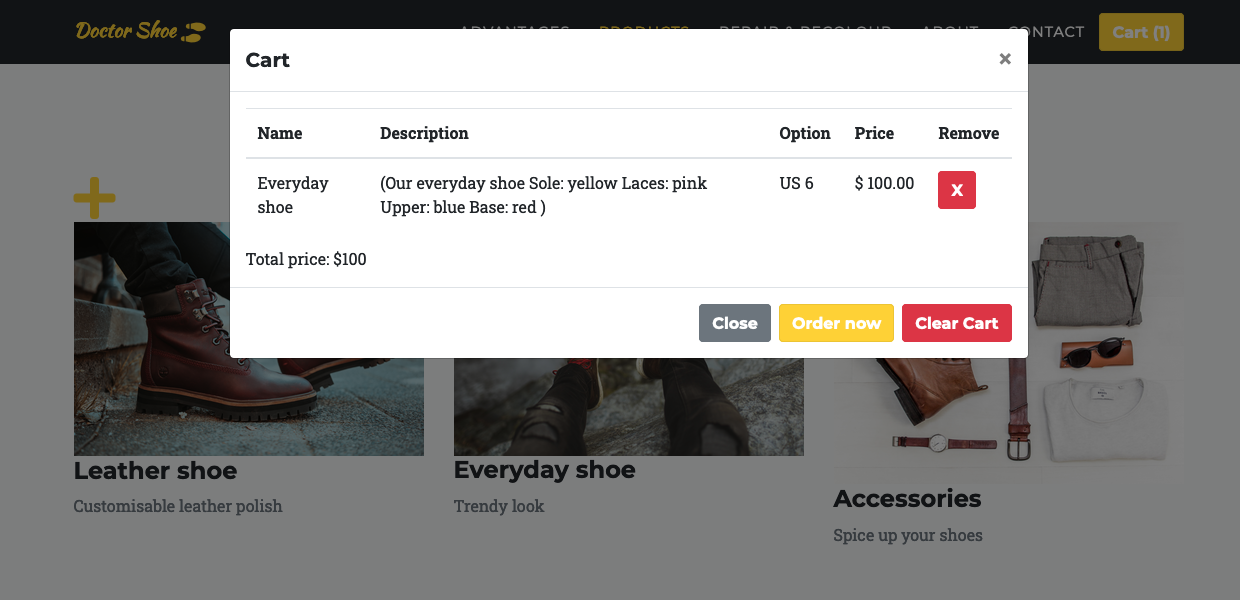 Doctor Shoe
ADVANTAGES PRODUCTS REPAIR & RECOLOUR ABOUT CONTACT Cart (1)
Cart ×
Name Description Option Price Remove
Everyday shoe (Our everyday shoe Sole: yellow Laces: pink Upper: blue Base: red ) US 6 $ 100.00 X
Total price: $100
Close Order now Clear Cart
Leather shoe
Customisable leather polish
Everyday shoe
Trendy look
Accessories
Spice up your shoes